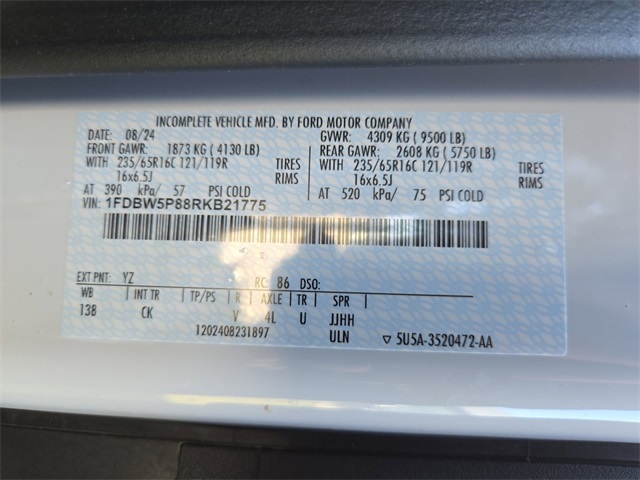 INCOMPLETE VEHICLE MFD. BY FORD MOTOR COMPANY
DATE: 08/24 GVWR: 4309 KG (9500 LB)
FRONT GAWR: 1873 KG (4130 LB) REAR GAWR: 2608 KG (5750 LB)
WITH 235/65R16C 121/119R TIRES WITH 235/65R16C 121/119R TIRES
16x6.5J RIMS 16x6.5J RIMS
AT 390 kPa/ 57 PSI COLD AT 520 kPa/ 75 PSI COLD
VIN: 1FDBW5P88RKB21775
EXT PNT: YZ RC: 86 DSO:
WB INT TR TP/PS R AXLE TR SPR
138 CK V 4L U JJHH
1202408231897 ULN ▽ 5U5A-3520472-AA